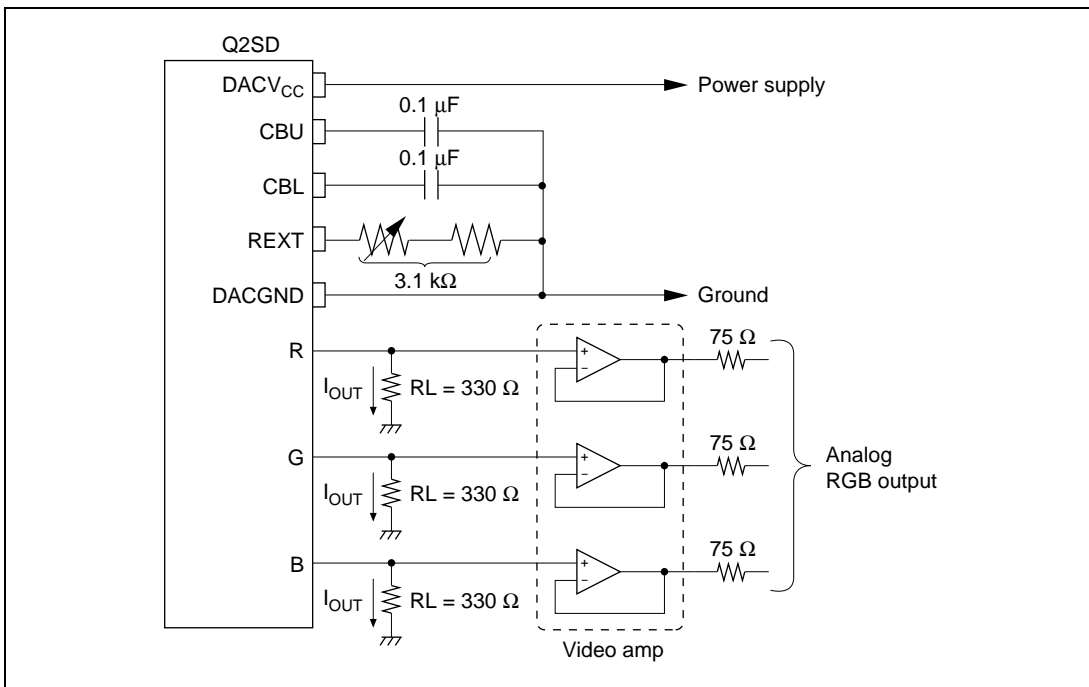 Q2SD
DACVCC
Power supply
0.1 µF
CBU
0.1 µF
CBL
REXT
3.1 kΩ
DACGND
Ground
75 Ω
R
+
−
IOUT
RL = 330 Ω
75 Ω
G
+
−
IOUT
RL = 330 Ω
Analog
RGB output
75 Ω
B
+
−
IOUT
RL = 330 Ω
Video amp